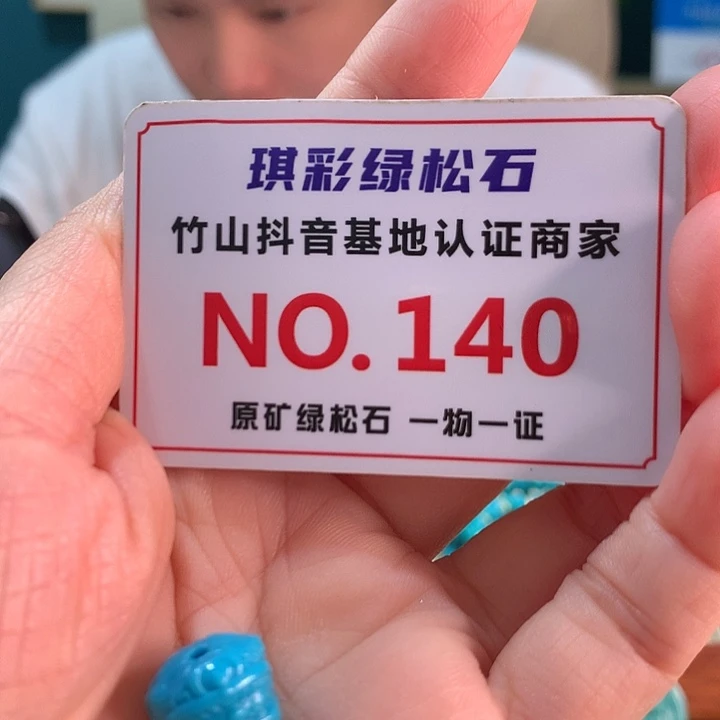 琪彩绿松石
竹山抖音基地认证商家
NO.140
原矿绿松石 一物一证